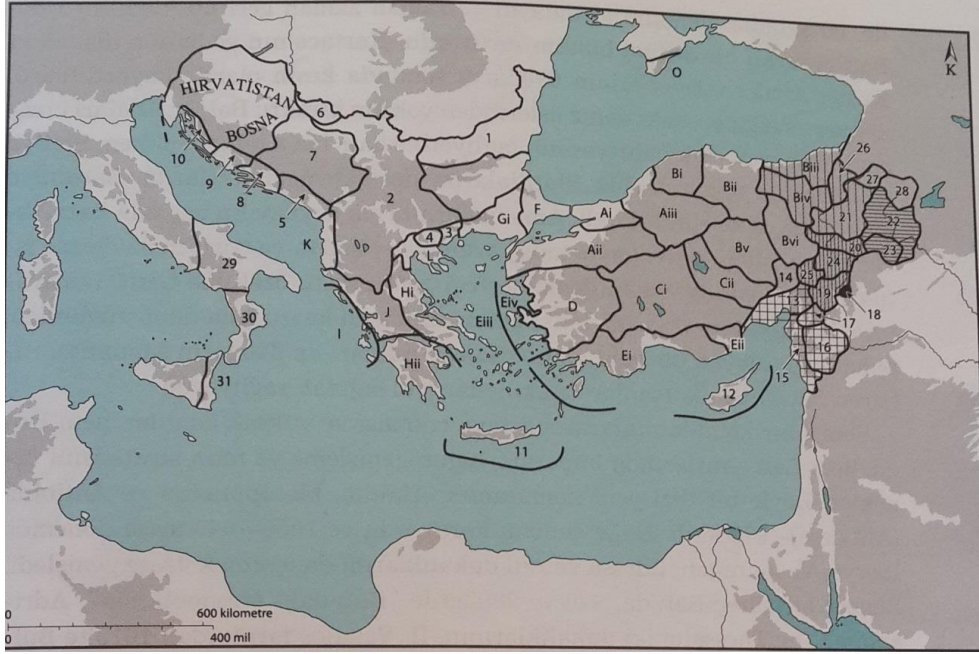 HIRVATİSTAN
BOSNA
K
O
1
6
7
10
9
8
5
2
K
Gi
F
4
3
L
Ai
Aii
Aiii
Bi
Bii
Biii
Biv
Bv
Bvi
26
27
28
21
22
20
23
24
25
14
19
13
18
17
16
15
Ci
Cii
D
Eiv
Eiii
Eii
Ei
Hi
J
I
Hii
29
30
31
12
11
0 600 kilometre
0 400 mil